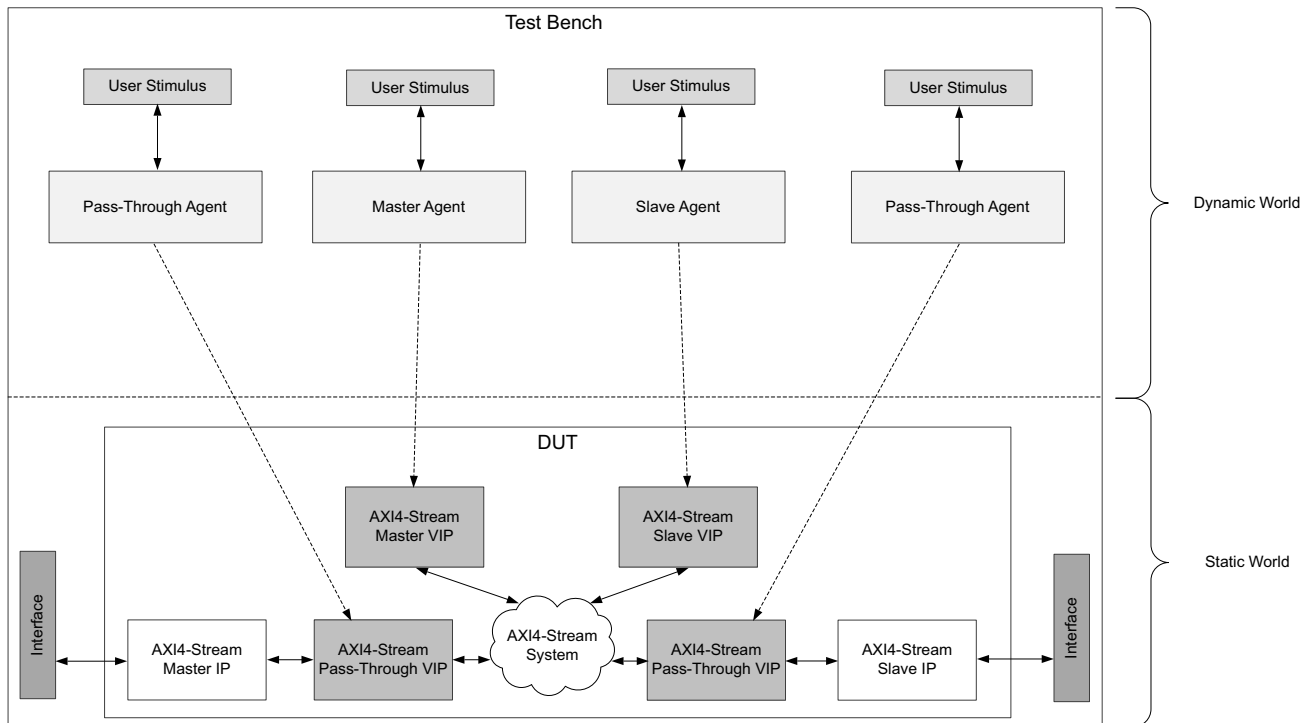 Test Bench
User Stimulus
User Stimulus
User Stimulus
User Stimulus
Pass-Through Agent
Master Agent
Slave Agent
Pass-Through Agent
Dynamic World
DUT
AXI4-Stream
Master VIP
AXI4-Stream
Slave VIP
Static World
Interface
AXI4-Stream
Master IP
AXI4-Stream
Pass-Through VIP
AXI4-Stream
System
AXI4-Stream
Pass-Through VIP
AXI4-Stream
Slave IP
Interface